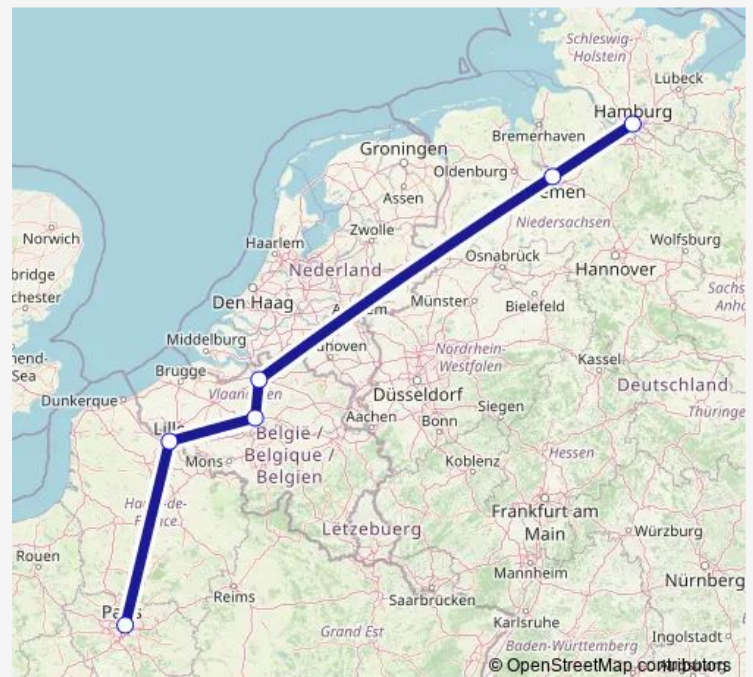 Schleswig-
Holstein
Lübeck
Hamburg
Bremerhaven
Groningen
Oldenburg
Assen
emen
Niedersachsen
Norwich
Zwolle
Haarlem
Wolfsburg
Osnabrück
Nederland
Hannover
bridge
Sachs
Anha
chester
Den Haag
Münster
Bielefeld
Middelburg
Nordrhein-
Westfalen
Kassel
end-
Sea
Brugge
Dunkerque
Düsseldorf
Deutschland
Siegen
Thüringe
Aachen
Bonn
België /
Belgique /
Belgien
Mons
Koblenz
Hessen
Frankfurt am
Main
Lëtzebuerg
Würzburg
Rouen
Mannheim
Nürnberg
Reims
Saarbrücken
Karlsruhe
Grand Est
Ingolstadt
Baden-Württemberg
© OpenStreetMap contributors